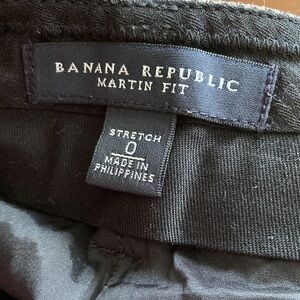 BANANA REPUBLIC
MARTIN FIT
STRETCH
0
MADE IN
PHILIPPINES